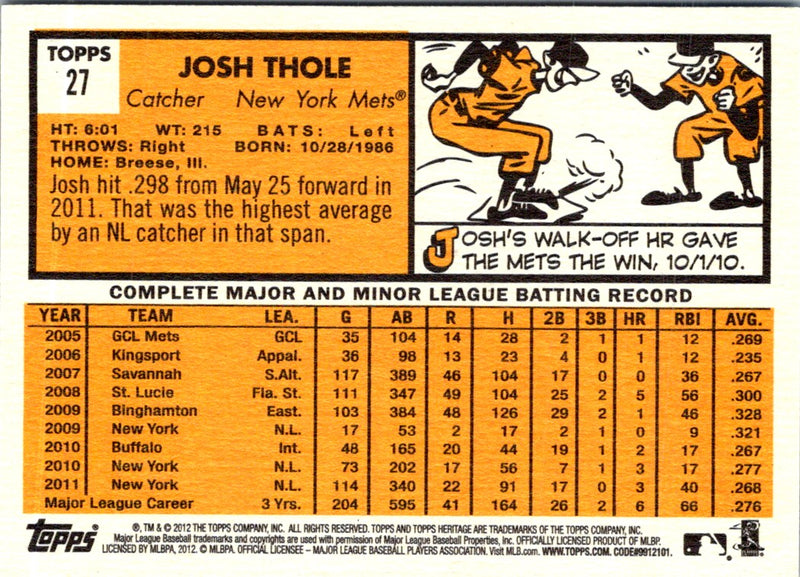 TOPPS
27
JOSH THOLE
Catcher New York Mets®
HT: 6:01 WT: 215 BATS: Left
THROWS: Right BORN: 10/28/1986
HOME: Breese, Ill.
Josh hit .298 from May 25 forward in
2011. That was the highest average
by an NL catcher in that span.
JOSH'S WALK-OFF HR GAVE
THE METS THE WIN, 10/1/10.
COMPLETE MAJOR AND MINOR LEAGUE BATTING RECORD
YEAR TEAM LEA. G AB R H 2B 3B HR RBI AVG.
2005 GCL Mets GCL 35 104 14 28 2 1 1 12 .269
2006 Kingsport Appal. 36 98 13 23 4 0 1 12 .235
2007 Savannah S.Atl. 117 389 46 104 17 0 0 36 .267
2008 St. Lucie Fla. St. 111 347 49 104 25 2 5 56 .300
2009 Binghamton East. 103 384 48 126 29 2 1 46 .328
2009 New York N.L. 17 53 2 17 2 1 0 9 .321
2010 Buffalo Int. 48 165 20 44 19 1 2 17 .267
2010 New York N.L. 73 202 17 56 7 1 3 17 .277
2011 New York N.L. 114 340 22 91 17 0 3 40 .268
Major League Career 3 Yrs. 204 595 41 164 26 2 6 66 .276
Topps
®, TM & © 2012 THE TOPPS COMPANY, INC. ALL RIGHTS RESERVED. TOPPS AND TOPPS HERITAGE ARE TRADEMARKS OF THE TOPPS COMPANY, INC.
Major League Baseball trademarks and copyrights are used with permission of Major League Baseball Properties, Inc. OFFICIALLY LICENSED PRODUCT OF MLBP.
LICENSED BY MLBPA, 2012. © MLBPA. OFFICIAL LICENSEE – MAJOR LEAGUE BASEBALL PLAYERS ASSOCIATION. Visit MLB.com. WWW.TOPPS.COM. CODE#9912101.